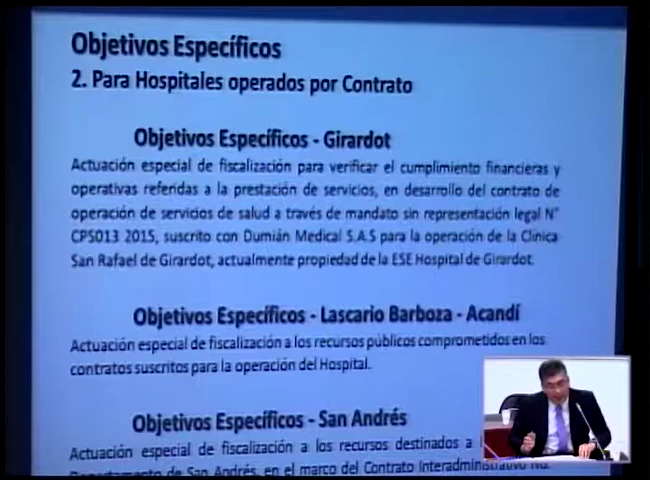 Objetivos Específicos
2. Para Hospitales operados por Contrato
Objetivos Específicos - Girardot
Actuación especial de fiscalización para verificar el cumplimiento financieras y
operativas referidas a la prestación de servicios, en desarrollo del contrato de
operación de servicios de salud a través de mandato sin representación legal N°
CPS013 2015, suscrito con Dumián Medical S.A.S para la operación de la Clínica
San Rafael de Girardot, actualmente propiedad de la ESE Hospital de Girardot.
Objetivos Específicos - Lascario Barboza - Acandí
Actuación especial de fiscalización a los recursos públicos comprometidos en los
contratos suscritos para la operación del Hospital.
Objetivos Específicos - San Andrés
Actuación especial de fiscalización a los recursos destinados a
Departamento de San Andrés, en el marco del Contrato Interadministrativo No.